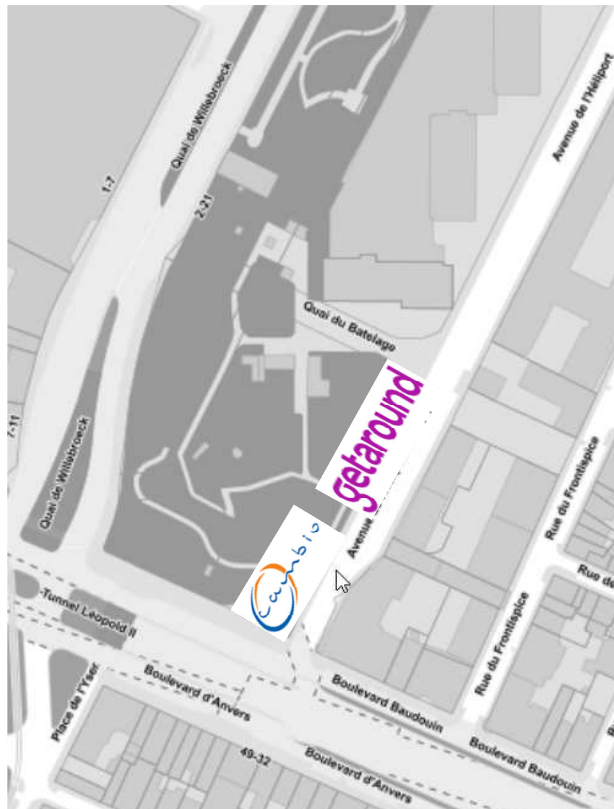 Quai de Willebroeck
Avenue de l'Héliport
1-7
2-21
Quai du Batelage
7-11
Quai de Willebroeck
getaround
Avenue
cambio
Rue du Frontispice
Rue de
Tunnel Léopold II
Rue du Frontispice
Place de l'Yser
Boulevard d'Anvers
Boulevard Baudouin
49-32
Boulevard d'Anvers
Boulevard Baudouin